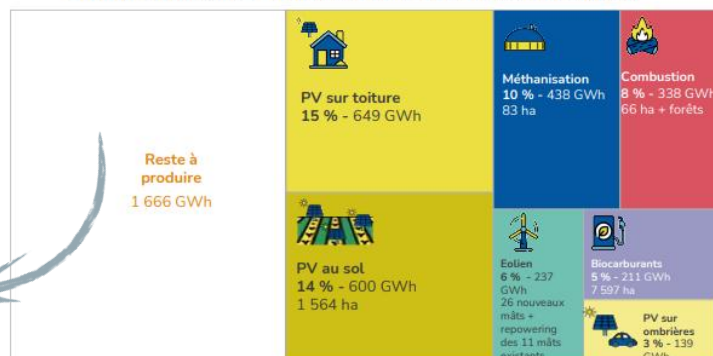 Reste à
produire
1 666 GWh
PV sur toiture
15 % - 649 GWh
PV au sol
14 % - 600 GWh
1 564 ha
Méthanisation
10 % - 438 GWh
83 ha
Combustion
8 % - 338 GWh
66 ha + forêts
Eolien
6 % - 237
GWh
26 nouveaux
mâts +
repowering
des 11 mâts
existants
Biocarburants
5 % - 211 GWh
7 597 ha
PV sur
ombrières
3 % - 139
GWh